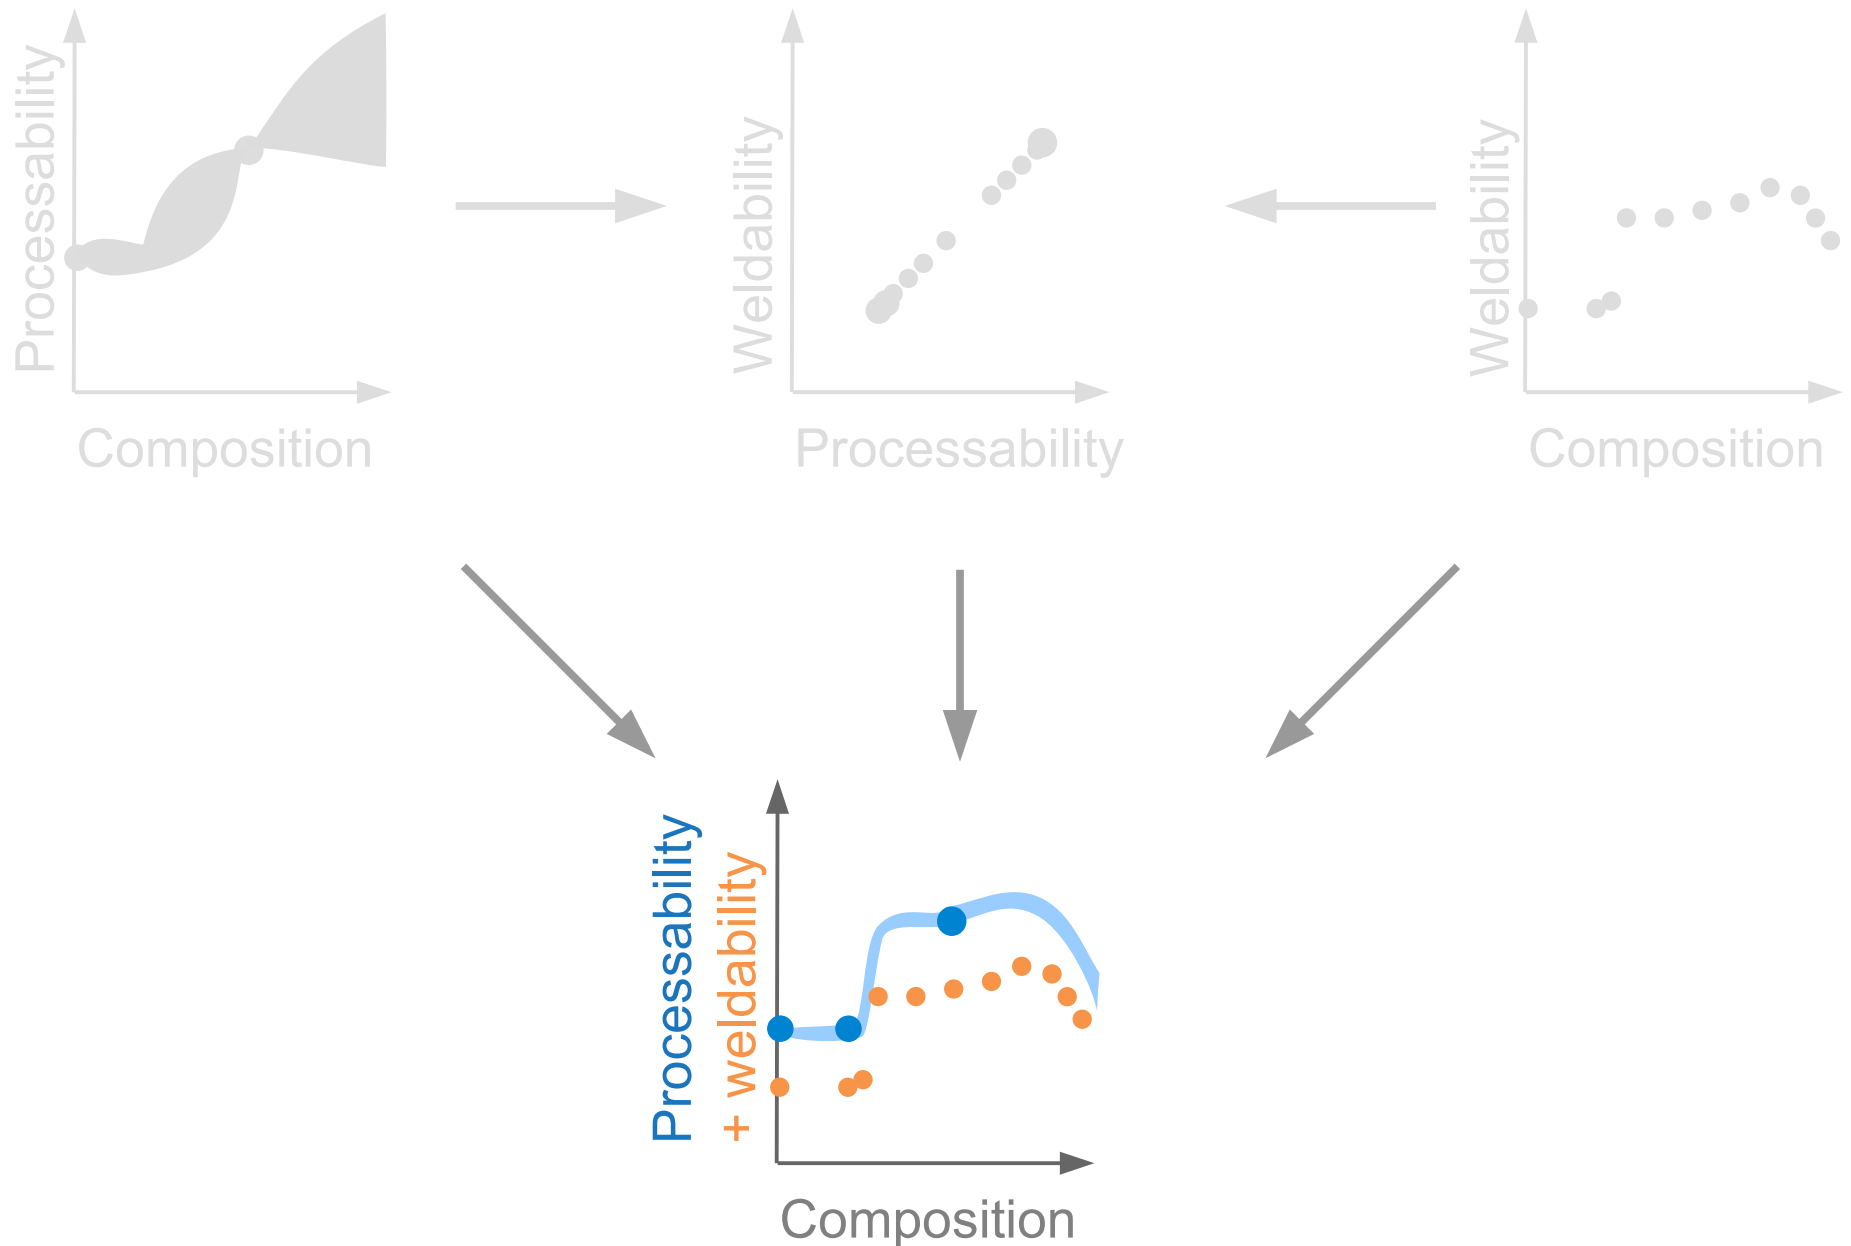 Processability
Composition
Weldability
Processability
Weldability
Composition
Processability
+ weldability
Composition